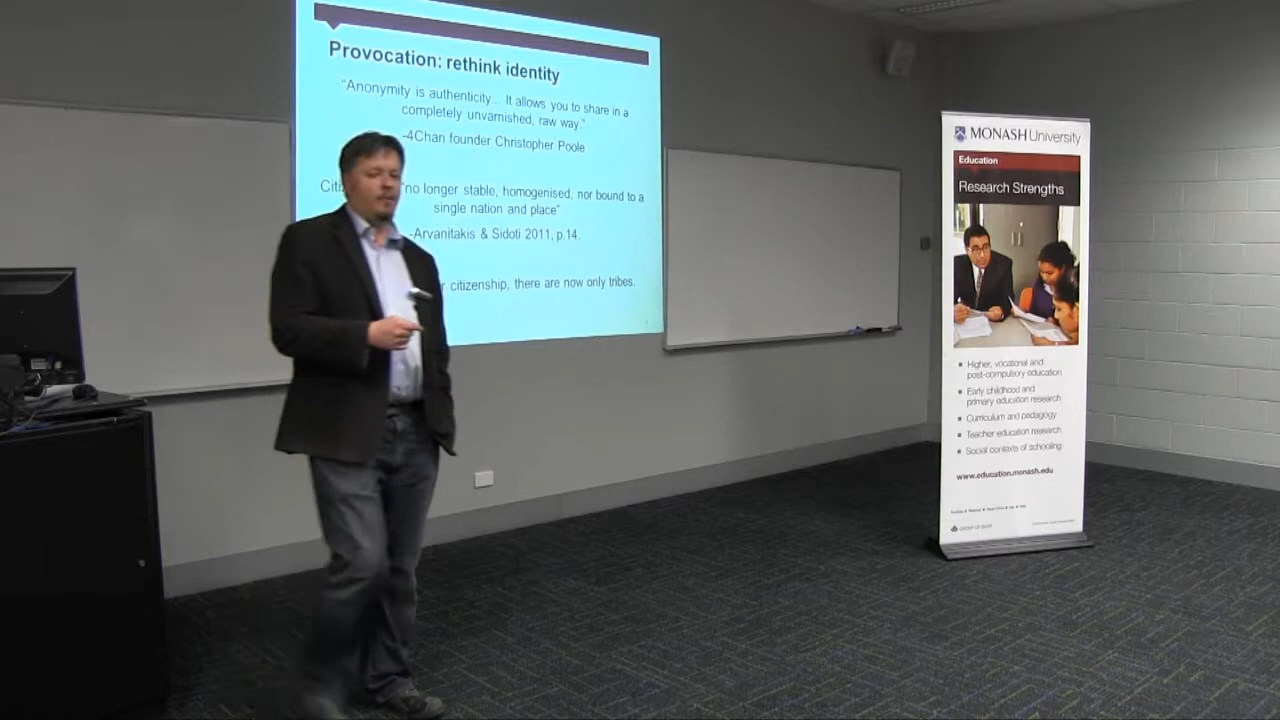 Provocation: rethink identity
"Anonymity is authenticity... It allows you to share in a
completely unvarnished, raw way."
-4Chan founder Christopher Poole
"no longer stable, homogenised, nor bound to a
single nation and place"
-Arvanitakis & Sidoti 2011, p.14.
citizenship, there are now only tribes.
MONASH University
Education
Research Strengths
▪ Higher, vocational and
post-compulsory education
▪ Early childhood and
primary education research
▪ Curriculum and pedagogy
▪ Teacher education research
▪ Social contexts of schooling
www.education.monash.edu